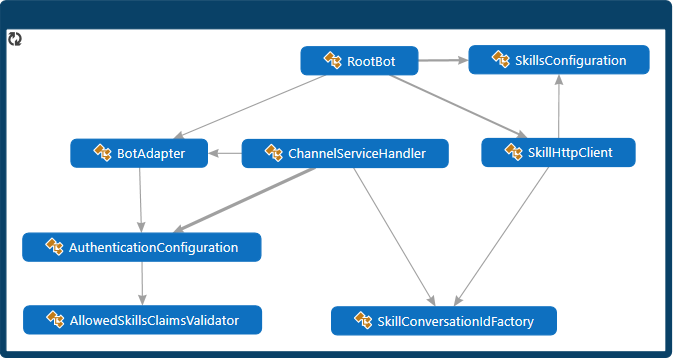 RootBot
SkillsConfiguration
BotAdapter
ChannelServiceHandler
SkillHttpClient
AuthenticationConfiguration
AllowedSkillsClaimsValidator
SkillConversationIdFactory